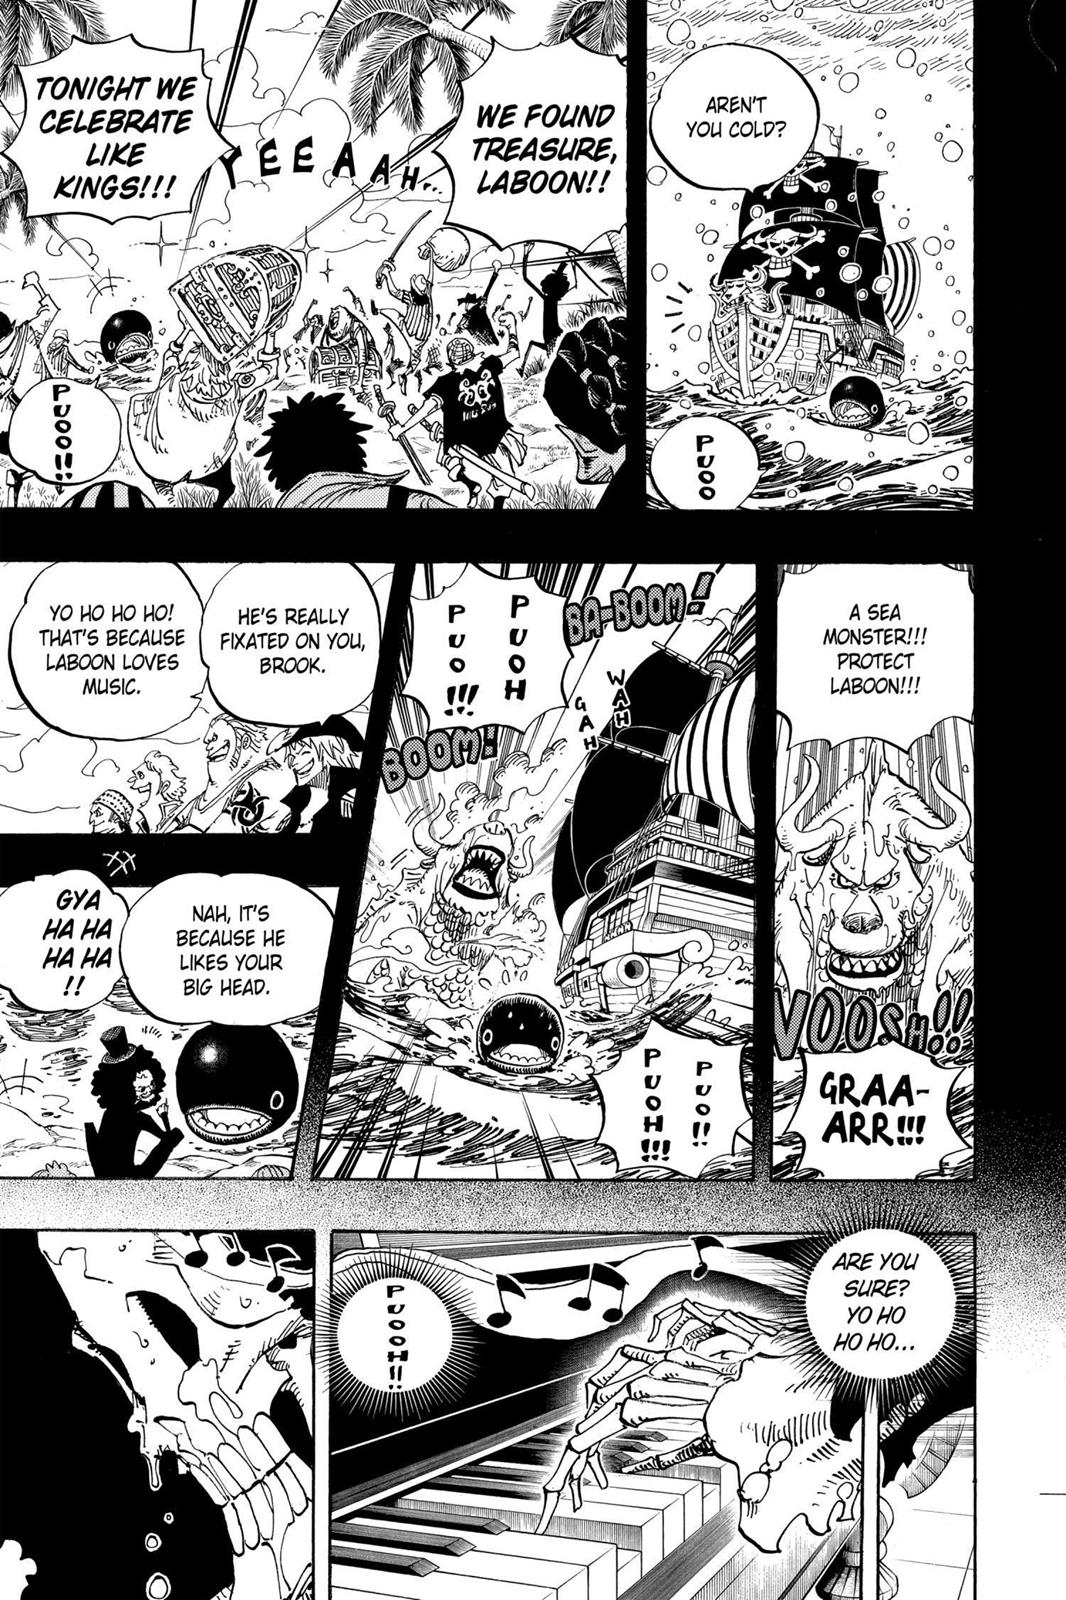 AREN'T
YOU COLD?
PUOO
WE FOUND
TREASURE,
LABOON!!
YEEAAH...
TONIGHT WE
CELEBRATE
LIKE
KINGS!!!
PUOO!!
A SEA
MONSTER!!!
PROTECT
LABOON!!!
VOOSH!!
GRAA-
ARR!!!
BA-BOOM!
WAH
GAH
PUOH
PUO!!!
BOOM!
PUO!!
PUOH!!!
HE'S REALLY
FIXATED ON YOU,
BROOK.
YO HO HO HO!
THAT'S BECAUSE
LABOON LOVES
MUSIC.
NAH, IT'S
BECAUSE HE
LIKES YOUR
BIG HEAD.
GYA
HA HA
HA HA
!!
ARE YOU
SURE?
YO HO
HO HO...
PUOOH!!